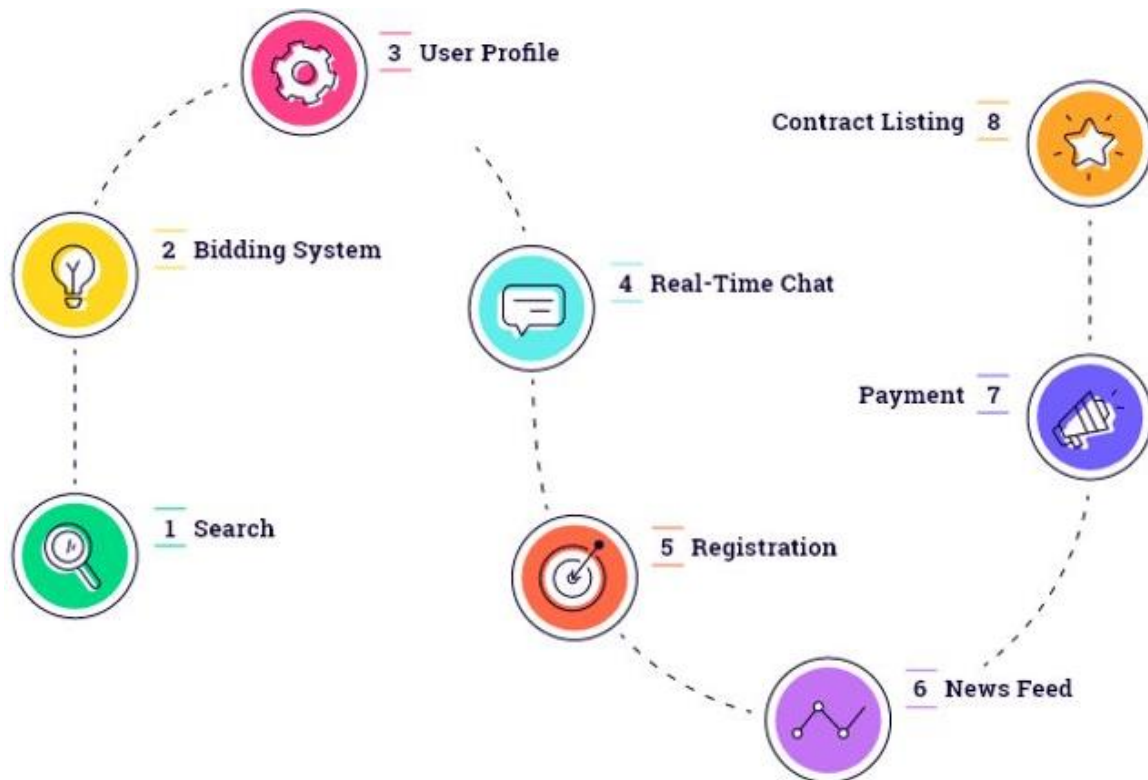 1 Search
2 Bidding System
3 User Profile
4 Real-Time Chat
5 Registration
6 News Feed
Payment 7
Contract Listing 8